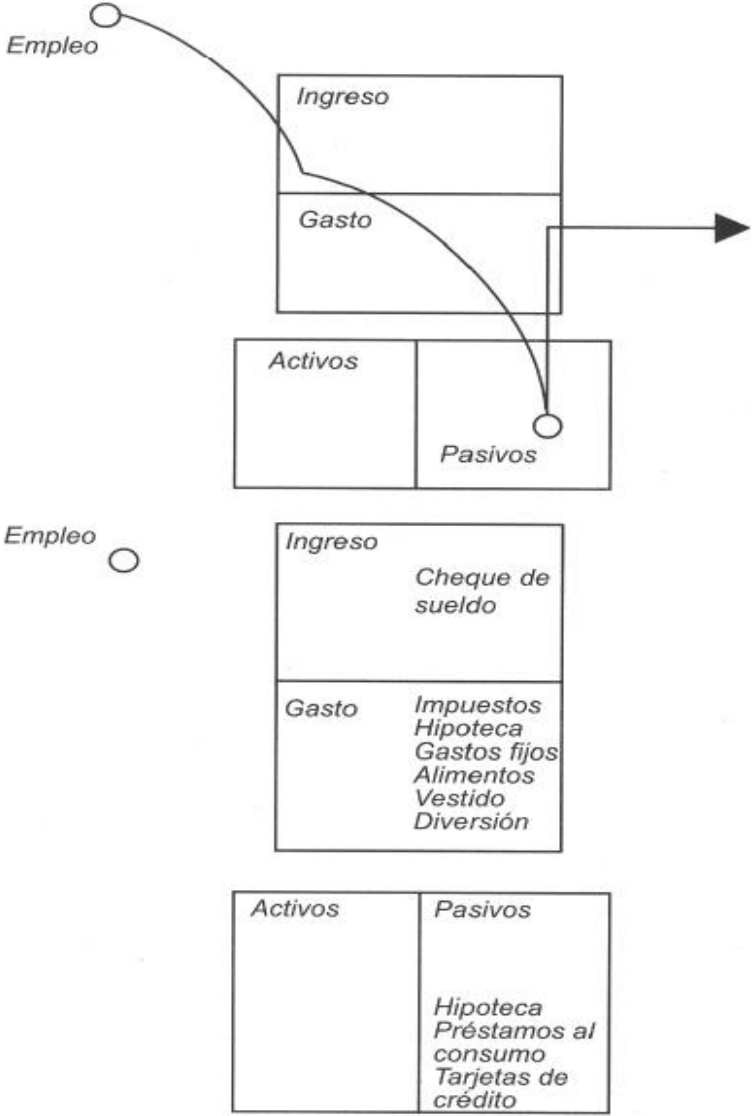 Empleo
Ingreso
Gasto
Activos
Pasivos
Empleo
Ingreso
Cheque de
sueldo
Gasto
Impuestos
Hipoteca
Gastos fijos
Alimentos
Vestido
Diversión
Activos
Pasivos
Hipoteca
Préstamos al
consumo
Tarjetas de
crédito